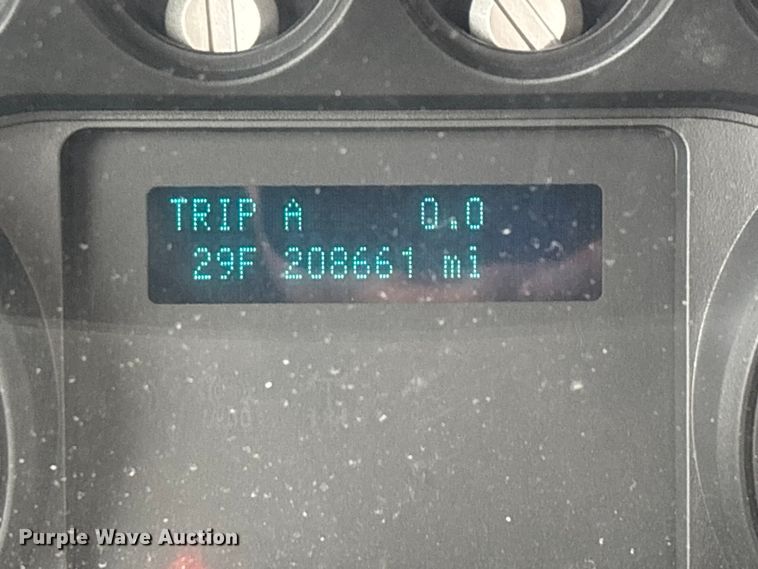 TRIP A 0.0
29F 208661 mi
Purple Wave Auction